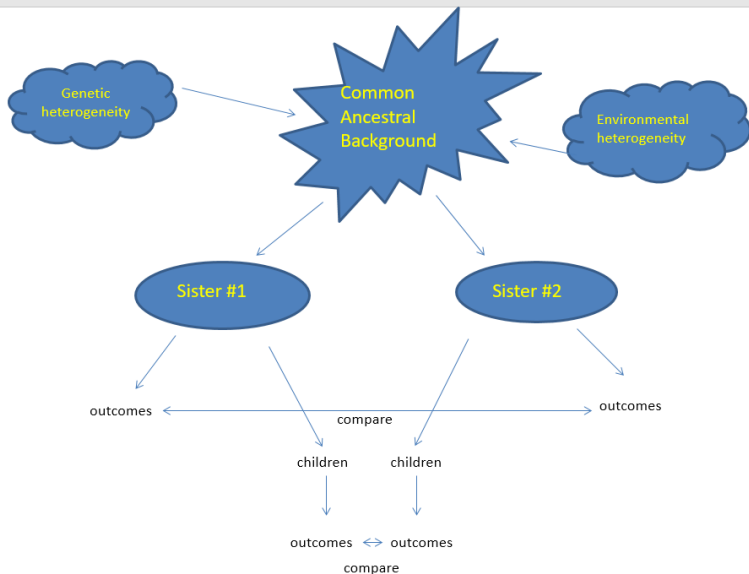 Genetic
heterogeneity
Common
Ancestral
Background
Environmental
heterogeneity
Sister #1
Sister #2
outcomes
outcomes
compare
children
children
outcomes
outcomes
compare